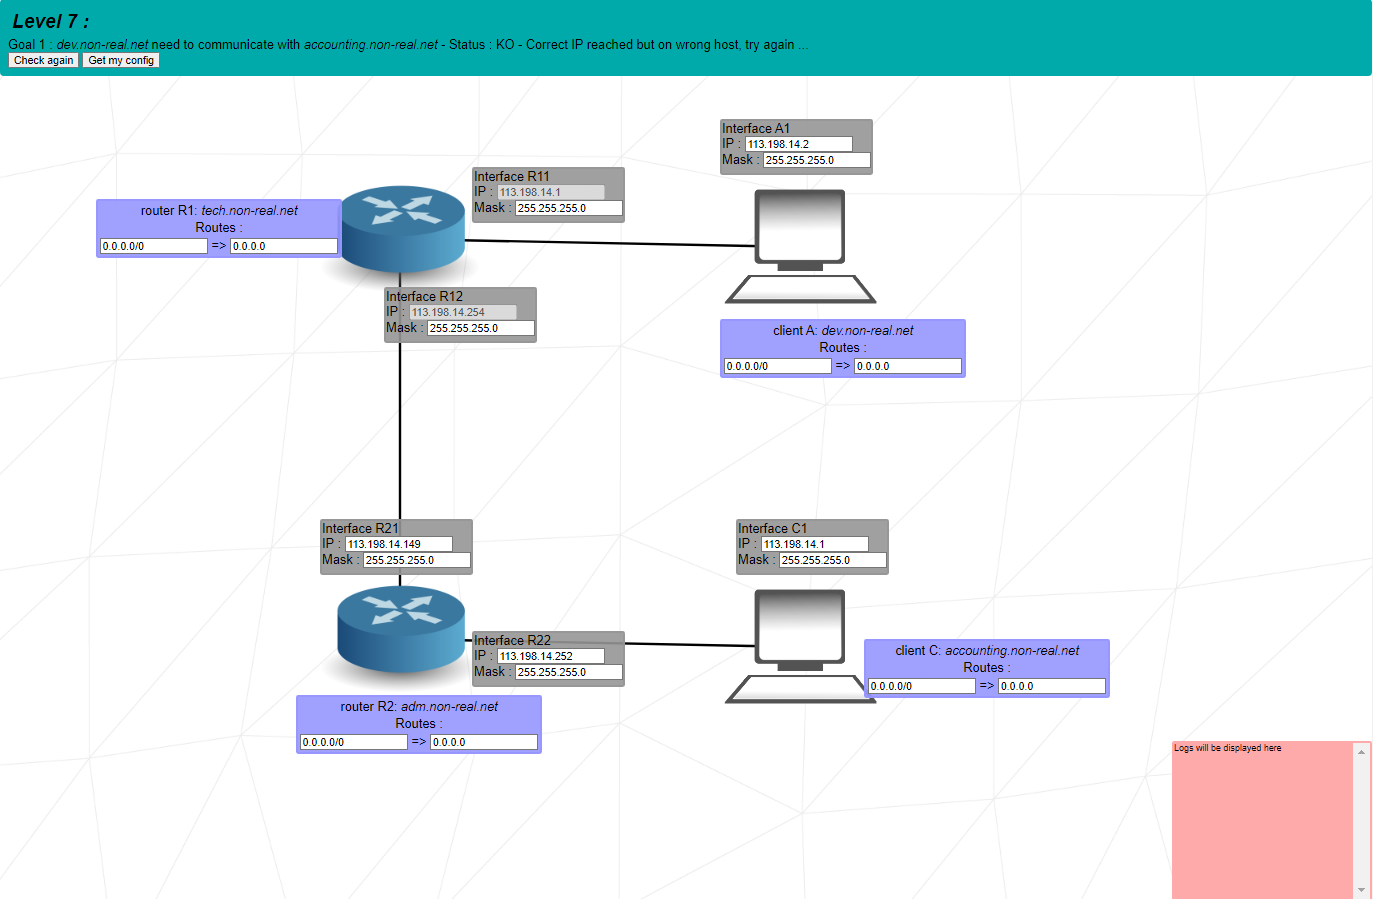 Level 7 :
Goal 1 : dev.non-real.net need to communicate with accounting.non-real.net - Status : KO - Correct IP reached but on wrong host, try again ...
Check again Get my config
Interface A1
IP : 113.198.14.2
Mask : 255.255.255.0
Interface R11
IP : 113.198.14.1
Mask : 255.255.255.0
router R1: tech.non-real.net
Routes :
0.0.0.0/0 => 0.0.0.0
Interface R12
IP : 113.198.14.254
Mask : 255.255.255.0
client A: dev.non-real.net
Routes :
0.0.0.0/0 => 0.0.0.0
Interface R21
IP : 113.198.14.149
Mask : 255.255.255.0
Interface C1
IP : 113.198.14.1
Mask : 255.255.255.0
Interface R22
IP : 113.198.14.252
Mask : 255.255.255.0
client C: accounting.non-real.net
Routes :
0.0.0.0/0 => 0.0.0.0
router R2: adm.non-real.net
Routes :
0.0.0.0/0 => 0.0.0.0
Logs will be displayed here